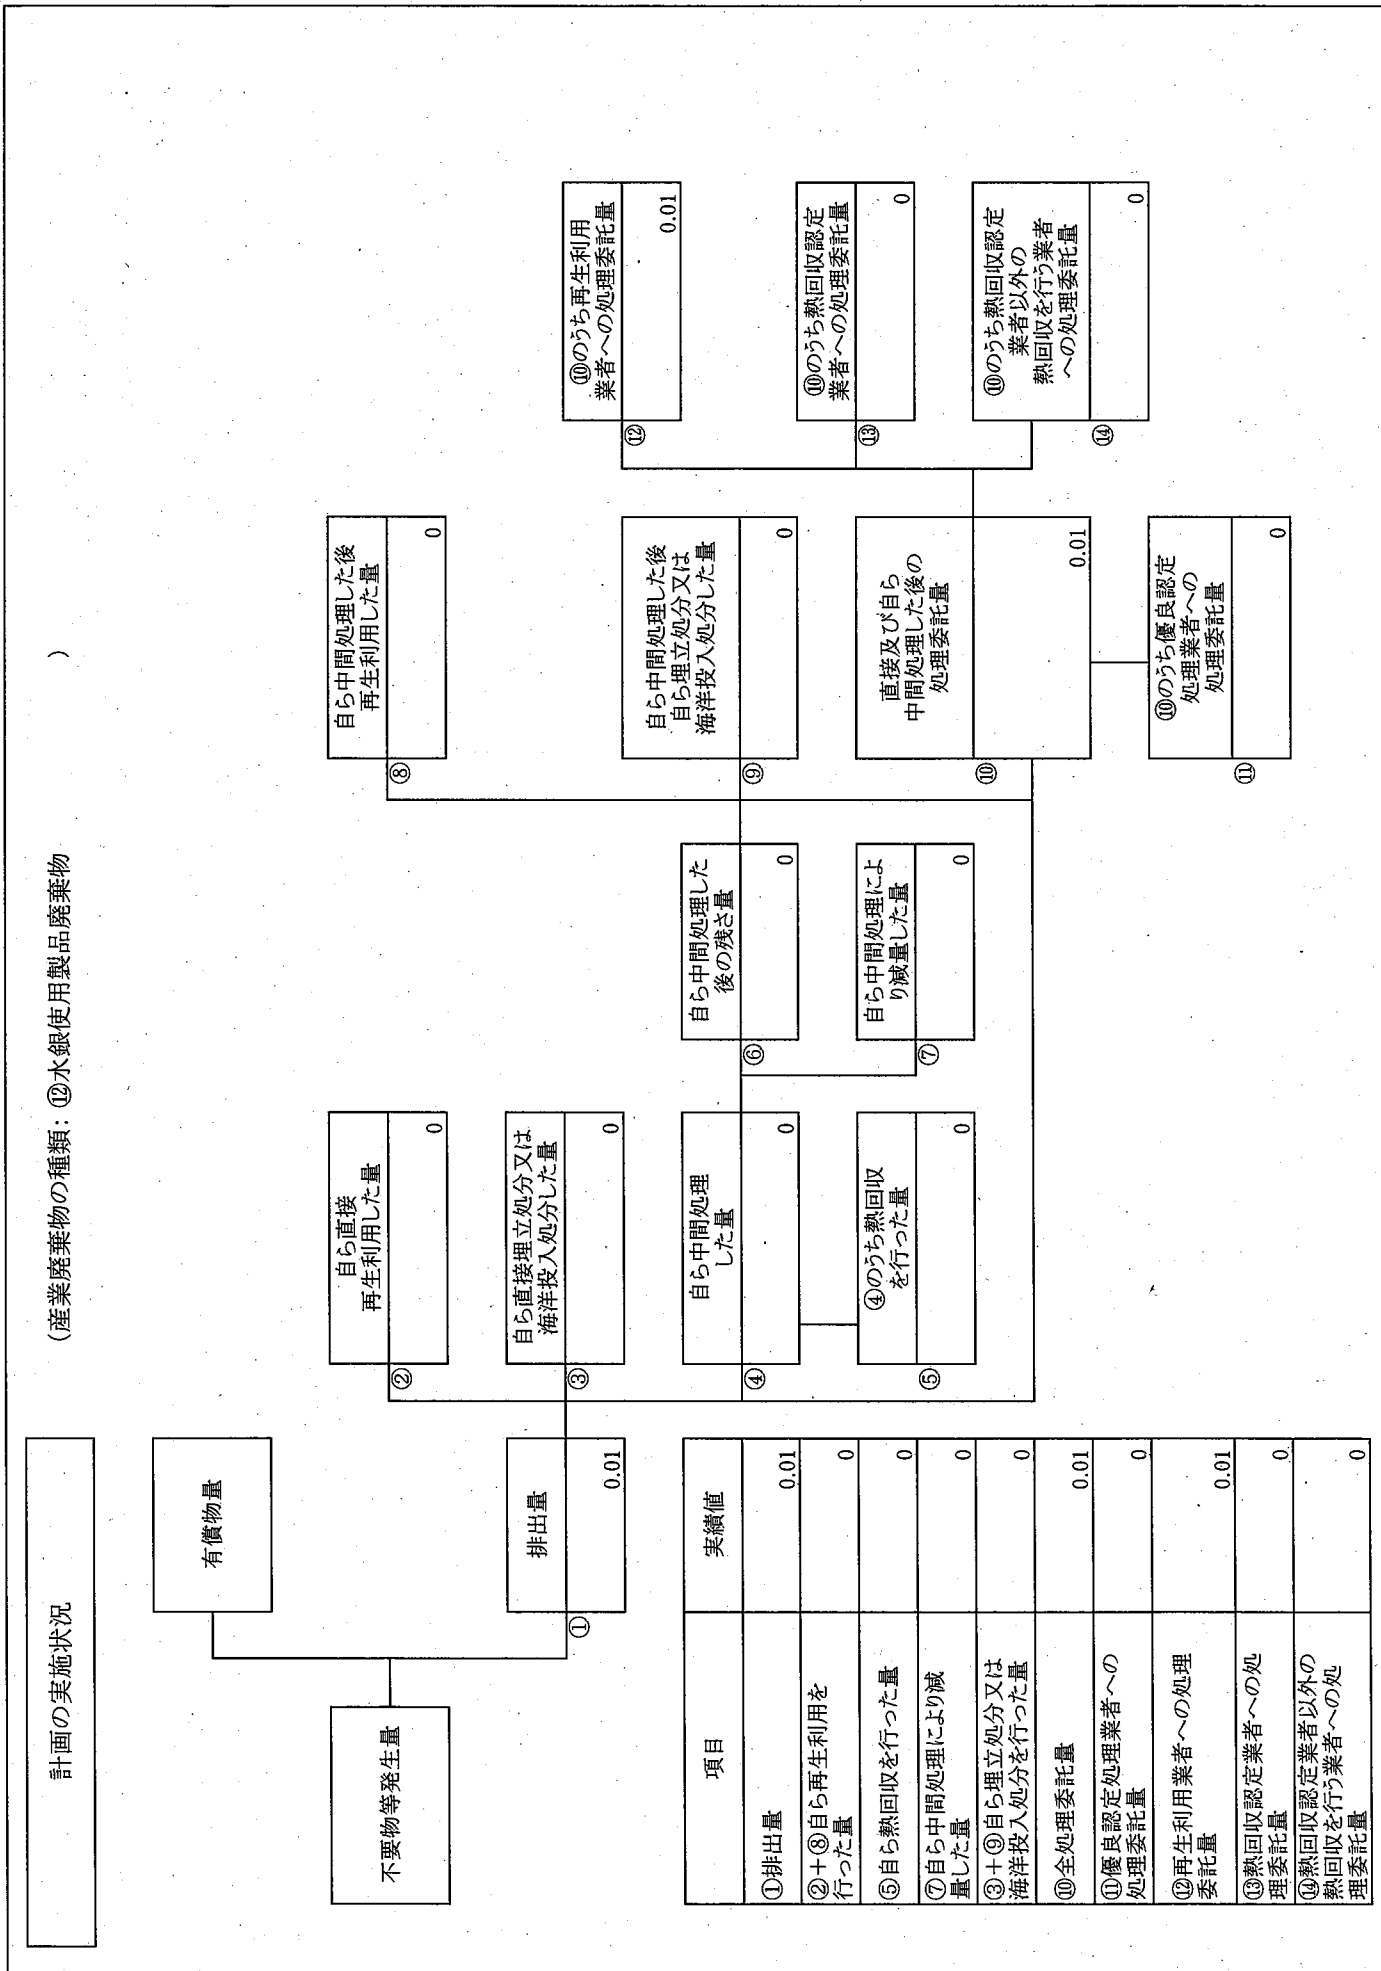 計画の実施状況
(産業廃棄物の種類: ⑫水銀使用製品廃棄物 )
不要物等発生量
有償物量
①
排出量
0.01
②
自ら直接
再生利用した量
0
③
自ら直接埋立処分又は
海洋投入処分した量
0
④
自ら中間処理
した量
0
⑤
④のうち熱回収
を行った量
0
⑥
自ら中間処理した
後の残さ量
0
⑦
自ら中間処理によ
り減量した量
0
⑧
自ら中間処理した後
再生利用した量
0
⑨
自ら中間処理した後
自ら埋立処分又は
海洋投入処分した量
0
⑩
直接及び自ら
中間処理した後の
処理委託量
0.01
⑪
⑩のうち優良認定
処理業者への
処理委託量
0
⑫
⑩のうち再生利用
業者への処理委託量
0.01
⑬
⑩のうち熱回収認定
業者への処理委託量
0
⑭
⑩のうち熱回収認定
業者以外の
熱回収を行う業者
への処理委託量
0
項目 実績値
①排出量 0.01
②+⑧自ら再生利用を
行った量 0
⑤自ら熱回収を行った量 0
⑦自ら中間処理により減
量した量 0
③+⑨自ら埋立処分又は
海洋投入処分を行った量 0
⑩全処理委託量 0.01
⑪優良認定処理業者への
処理委託量 0
⑫再生利用業者への処理
委託量 0.01
⑬熱回収認定業者への処
理委託量 0
⑭熱回収認定業者以外の
熱回収を行う業者への処
理委託量 0